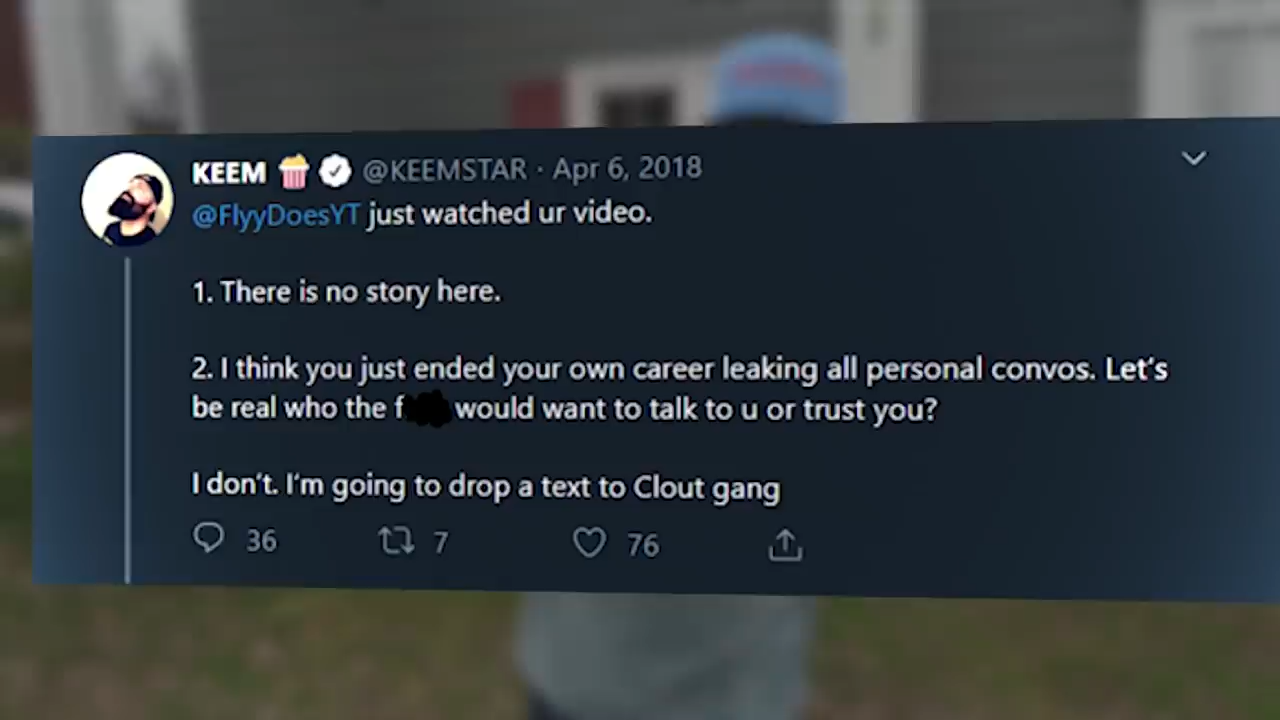 KEEM 🍿 @KEEMSTAR · Apr 6, 2018
@FlyyDoesYT just watched ur video.
1. There is no story here.
2. I think you just ended your own career leaking all personal convos. Let's
be real who the f would want to talk to u or trust you?
I don't. I'm going to drop a text to Clout gang
36 7 76